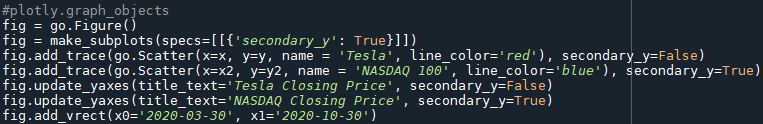 #plotly.graph_objects
fig = go.Figure()
fig = make_subplots(specs=[[{'secondary_y': True}]])
fig.add_trace(go.Scatter(x=x, y=y, name = 'Tesla', line_color='red'), secondary_y=False)
fig.add_trace(go.Scatter(x=x2, y=y2, name = 'NASDAQ 100', line_color='blue'), secondary_y=True)
fig.update_yaxes(title_text='Tesla Closing Price', secondary_y=False)
fig.update_yaxes(title_text='NASDAQ Closing Price', secondary_y=True)
fig.add_vrect(x0='2020-03-30', x1='2020-10-30')